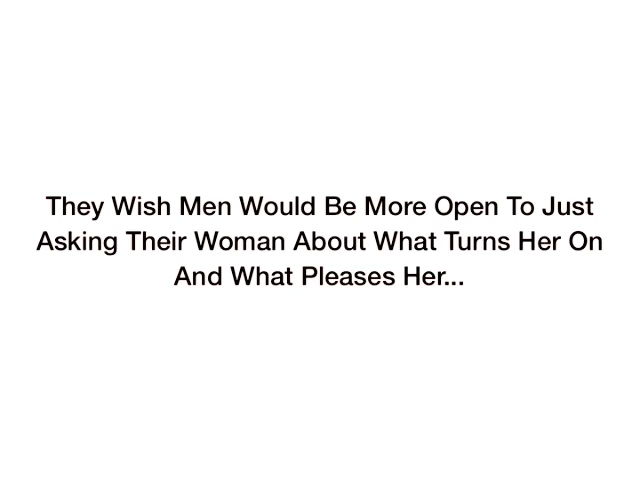 They Wish Men Would Be More Open To Just
Asking Their Woman About What Turns Her On
And What Pleases Her...